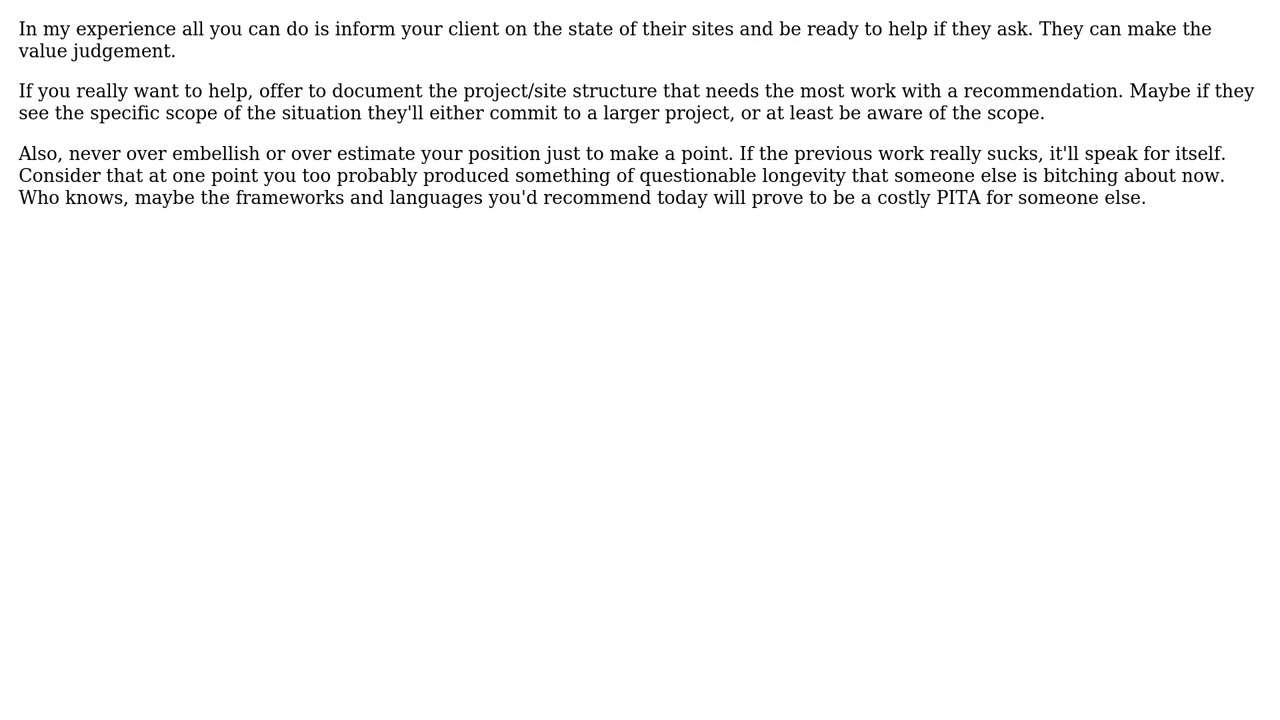 In my experience all you can do is inform your client on the state of their sites and be ready to help if they ask. They can make the
value judgement.
If you really want to help, offer to document the project/site structure that needs the most work with a recommendation. Maybe if they
see the specific scope of the situation they'll either commit to a larger project, or at least be aware of the scope.
Also, never over embellish or over estimate your position just to make a point. If the previous work really sucks, it'll speak for itself.
Consider that at one point you too probably produced something of questionable longevity that someone else is bitching about now.
Who knows, maybe the frameworks and languages you'd recommend today will prove to be a costly PITA for someone else.